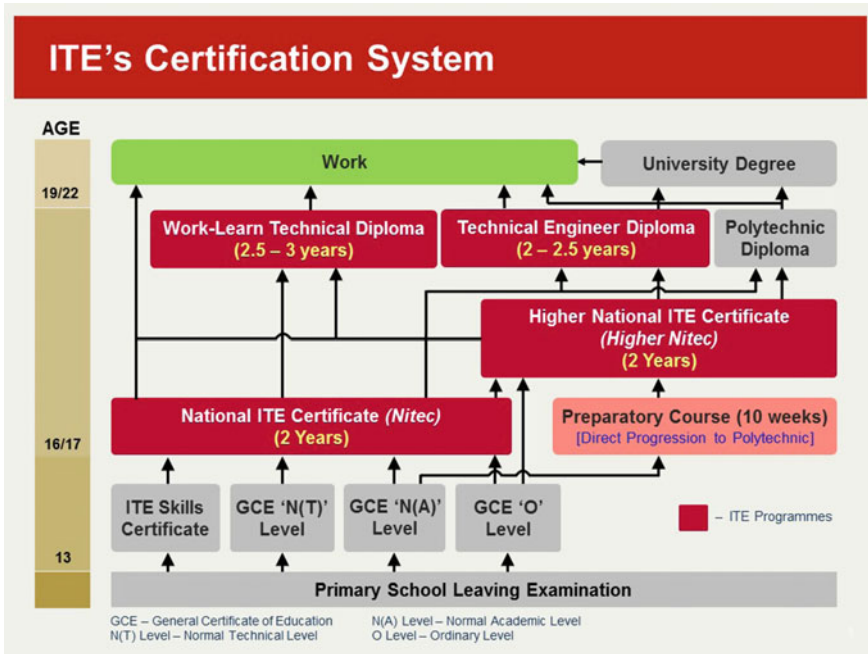 ITE's Certification System
AGE
Work
University Degree
19/22
Work-Learn Technical Diploma
(2.5 – 3 years)
Technical Engineer Diploma
(2 – 2.5 years)
Polytechnic
Diploma
Higher National ITE Certificate
(Higher Nitec)
(2 Years)
National ITE Certificate (Nitec)
(2 Years)
Preparatory Course (10 weeks)
[Direct Progression to Polytechnic]
16/17
ITE Skills
Certificate
GCE 'N(T)'
Level
GCE 'N(A)'
Level
GCE 'O'
Level
– ITE Programmes
13
Primary School Leaving Examination
GCE – General Certificate of Education
N(A) Level – Normal Academic Level
N(T) Level – Normal Technical Level
O Level – Ordinary Level